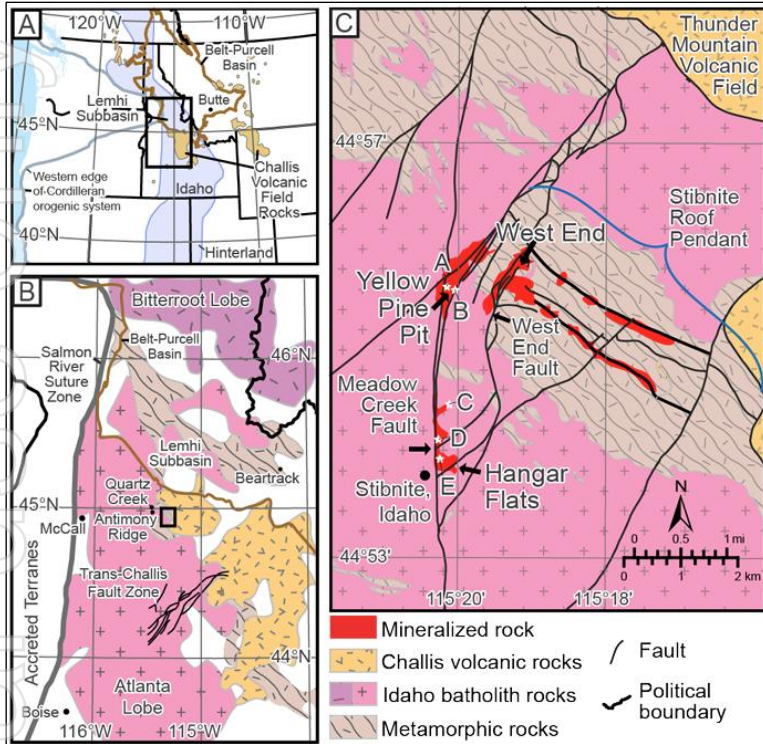 A
120°W
110°W
Belt-Purcell
Basin
Lemhi
Subbasin
Butte
45°N
Western edge
of-Cordilleran
orogenic system
Idaho
Challis
Volcanic
Field
Rocks
40°N
Hinterland
B
Bitterroot Lobe
Belt-Purcell
Basin
Salmon
River
Suture
Zone
46°N
Lemhi
Subbasin
Beartrack
Quartz
Creek
45°N
McCall
Antimony
Ridge
Trans-Challis
Fault Zone
Accreted Terranes
44°N
Atlanta
Lobe
Boise
116°W
115°W
C
Thunder
Mountain
Volcanic
Field
44°57'
Stibnite
Roof
Pendant
West End
A
Yellow
Pine
Pit
B
West
End
Fault
Meadow
Creek
Fault
C
D
E
Stibnite,
Idaho
Hangar
Flats
N
0 0.5 1 mi
0 1 2 km
44°53'
115°20'
115°18'
Mineralized rock
Challis volcanic rocks
Idaho batholith rocks
Metamorphic rocks
Fault
Political
boundary